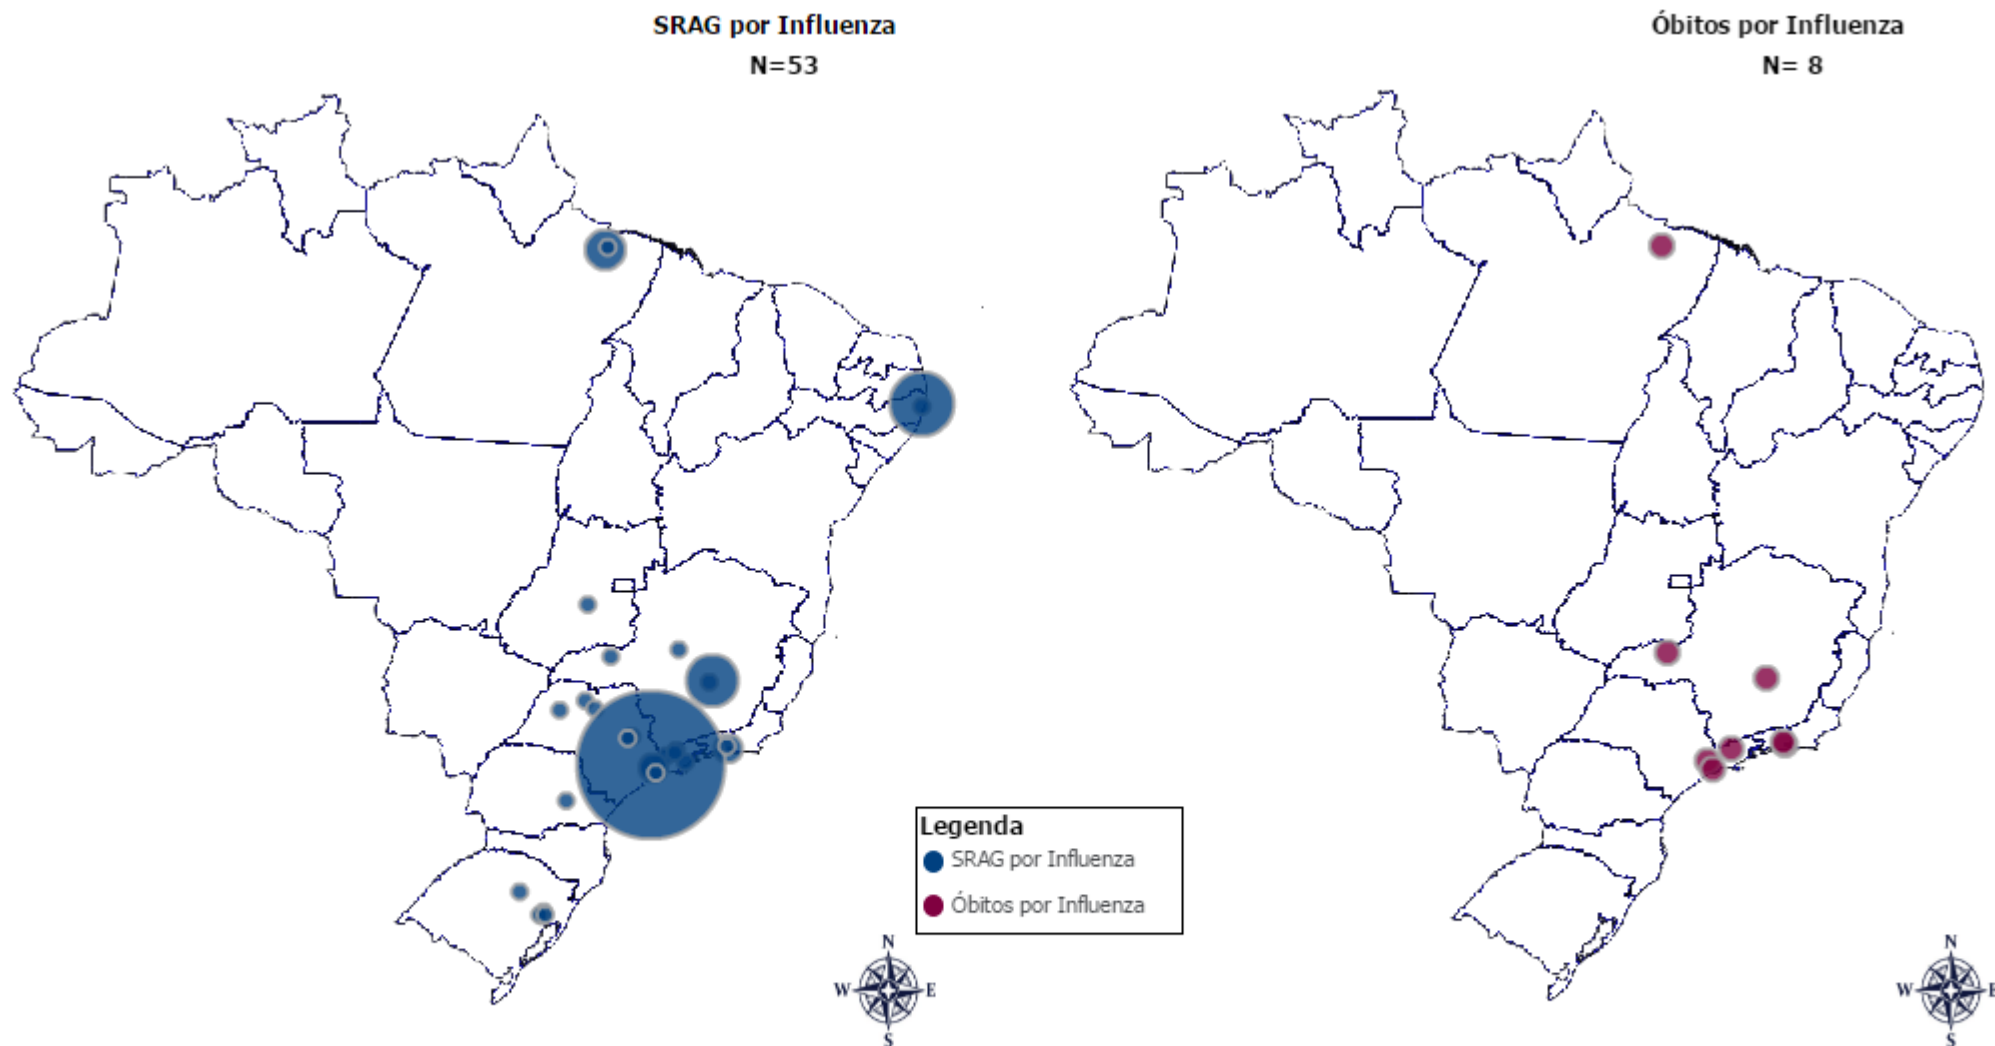 SRAG por Influenza
N=53
Óbitos por Influenza
N= 8
Legenda
SRAG por Influenza
Óbitos por Influenza
N
W E
S
N
W E
S